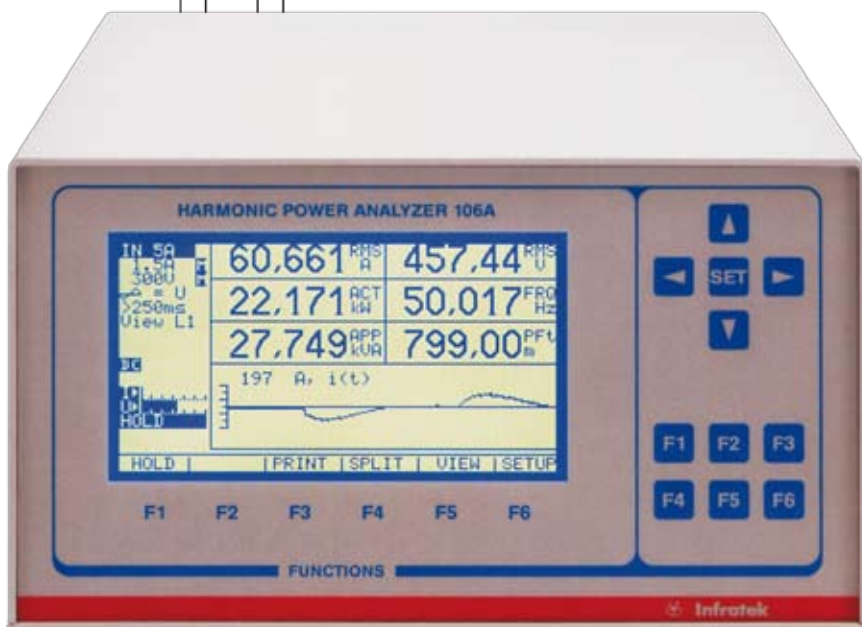 HARMONIC POWER ANALYZER 106A
IN 5A
1.5A
300V
= U
>250ms
View L1
DC
I
U
HOLD
60,661 RMS A
457,44 RMS V
22,171 ACT kW
50,017 FRQ Hz
27,749 APP kVA
799,00 PFt m
197 A, i(t)
HOLD | | PRINT | SPLIT | VIEW | SETUP
F1 F2 F3 F4 F5 F6
FUNCTIONS
SET
F1 F2 F3
F4 F5 F6
Infratek